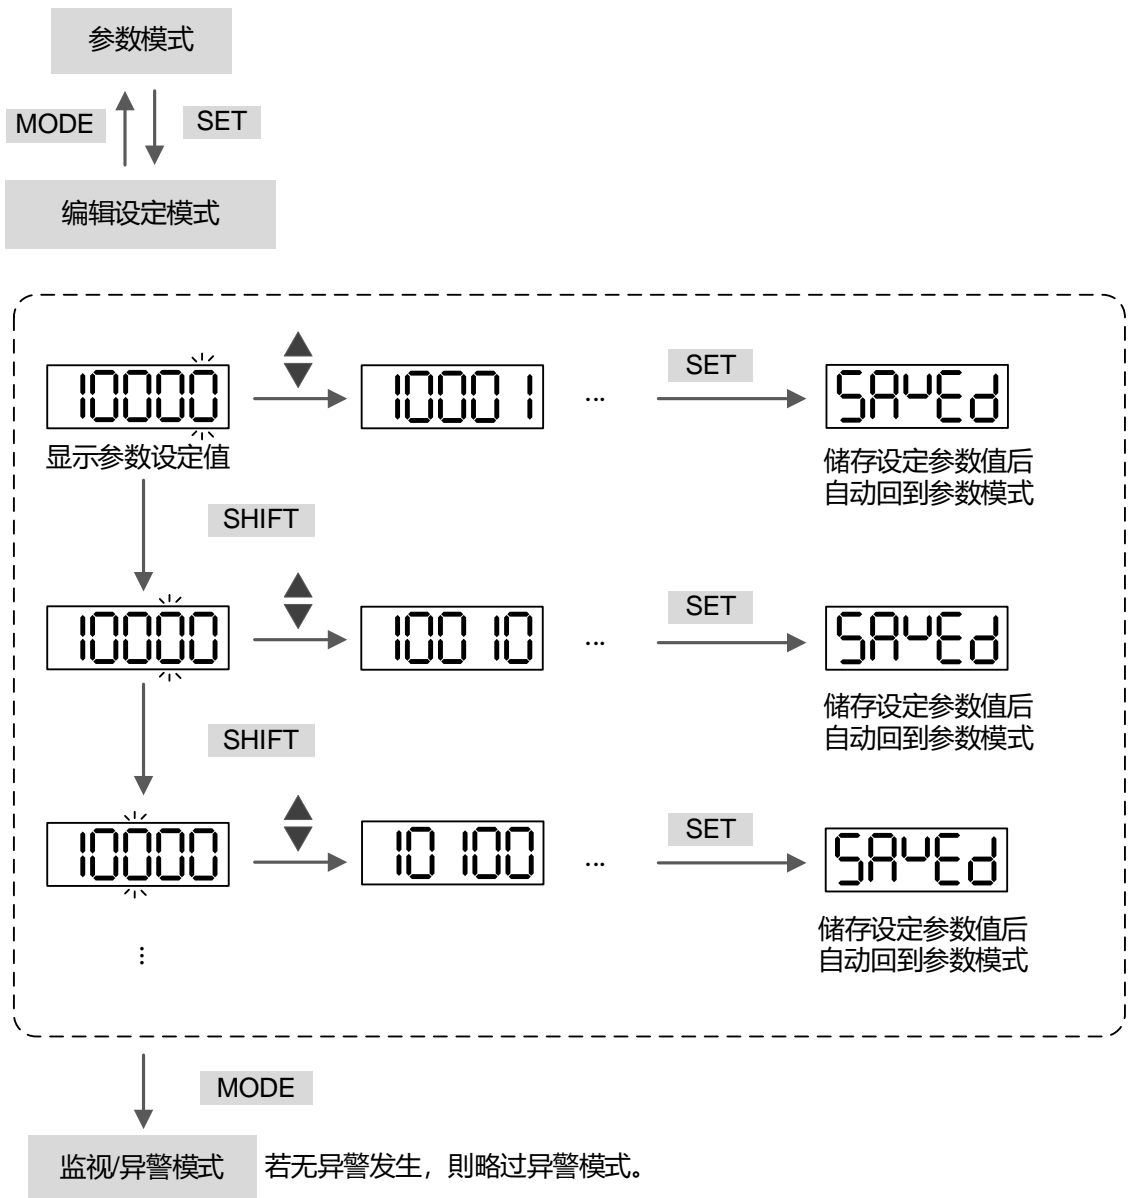 参数模式
MODE
SET
编辑设定模式
10000
10001
...
SET
SAvEd
显示参数设定值
储存设定参数值后
自动回到参数模式
SHIFT
10000
10010
...
SET
SAvEd
储存设定参数值后
自动回到参数模式
SHIFT
10000
10100
...
SET
SAvEd
储存设定参数值后
自动回到参数模式
...
MODE
监视/异警模式
若无异警发生，則略过异警模式。